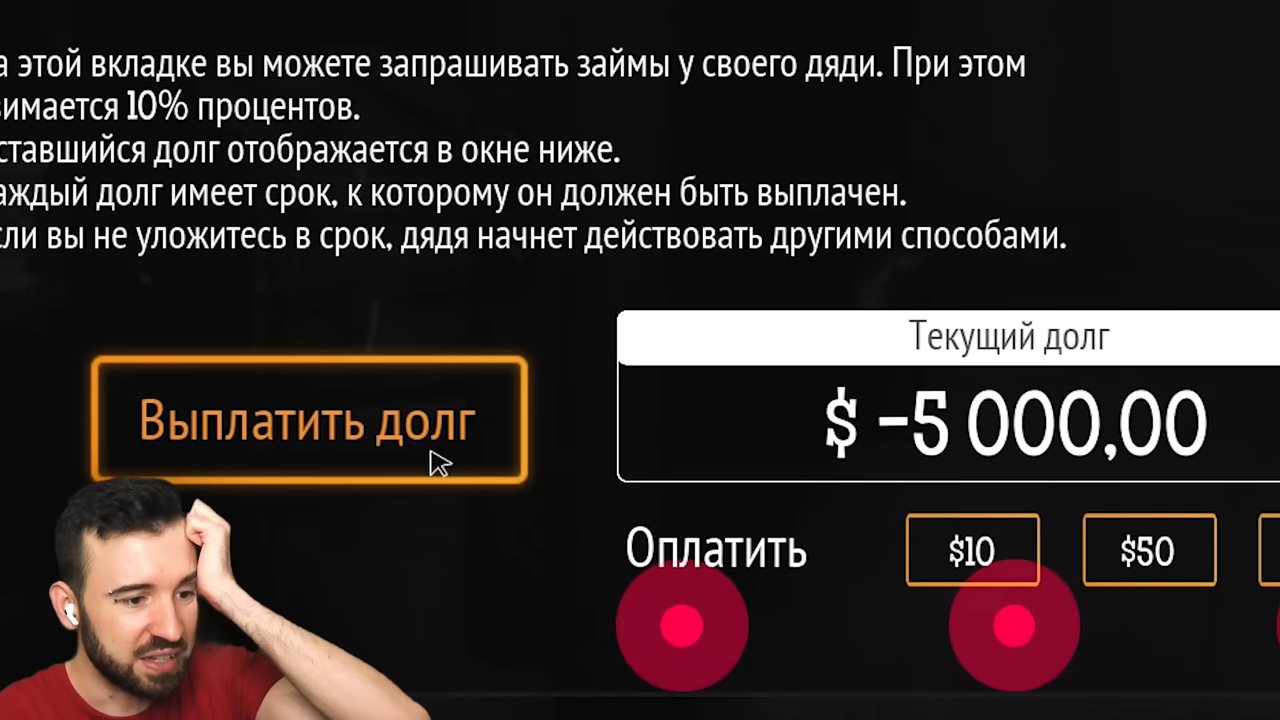 а этой вкладке вы можете запрашивать займы у своего дяди. При этом
зимается 10% процентов.
ставшийся долг отображается в окне ниже.
аждый долг имеет срок, к которому он должен быть выплачен.
сли вы не уложитесь в срок, дядя начнет действовать другими способами.
Текущий долг
Выплатить долг
$ -5 000,00
Оплатить
$10
$50